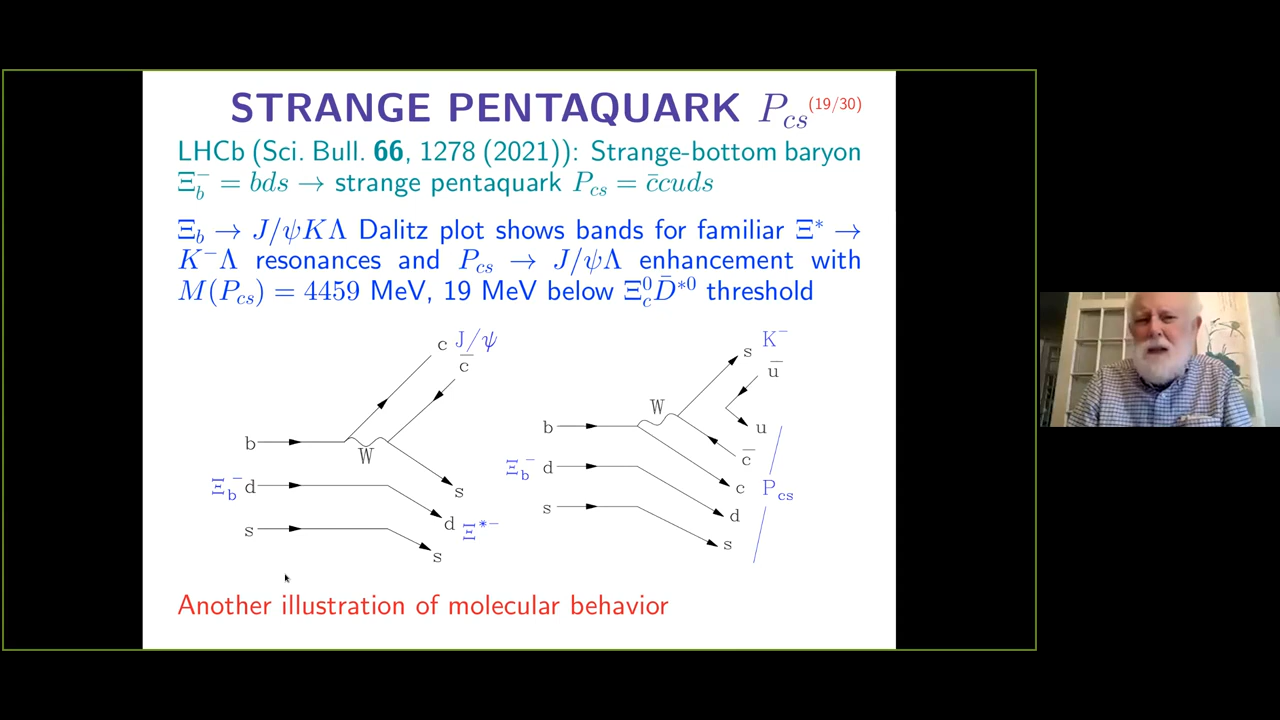 STRANGE PENTAQUARK P_cs (19/30)
LHCb (Sci. Bull. 66, 1278 (2021)): Strange-bottom baryon
Ξ_b^− = bds → strange pentaquark P_cs = c̄cuds
Ξ_b → J/ψKΛ Dalitz plot shows bands for familiar Ξ* →
K^−Λ resonances and P_cs → J/ψΛ enhancement with
M(P_cs) = 4459 MeV, 19 MeV below Ξ_c^0 D̄^*0 threshold
c J/ψ
c̄
b
W
s
Ξ_b^− d
d Ξ^*−
s
s
K^−
s
ū
W
b
u
c̄
Ξ_b^− d
c P_cs
s
d
s
Another illustration of molecular behavior